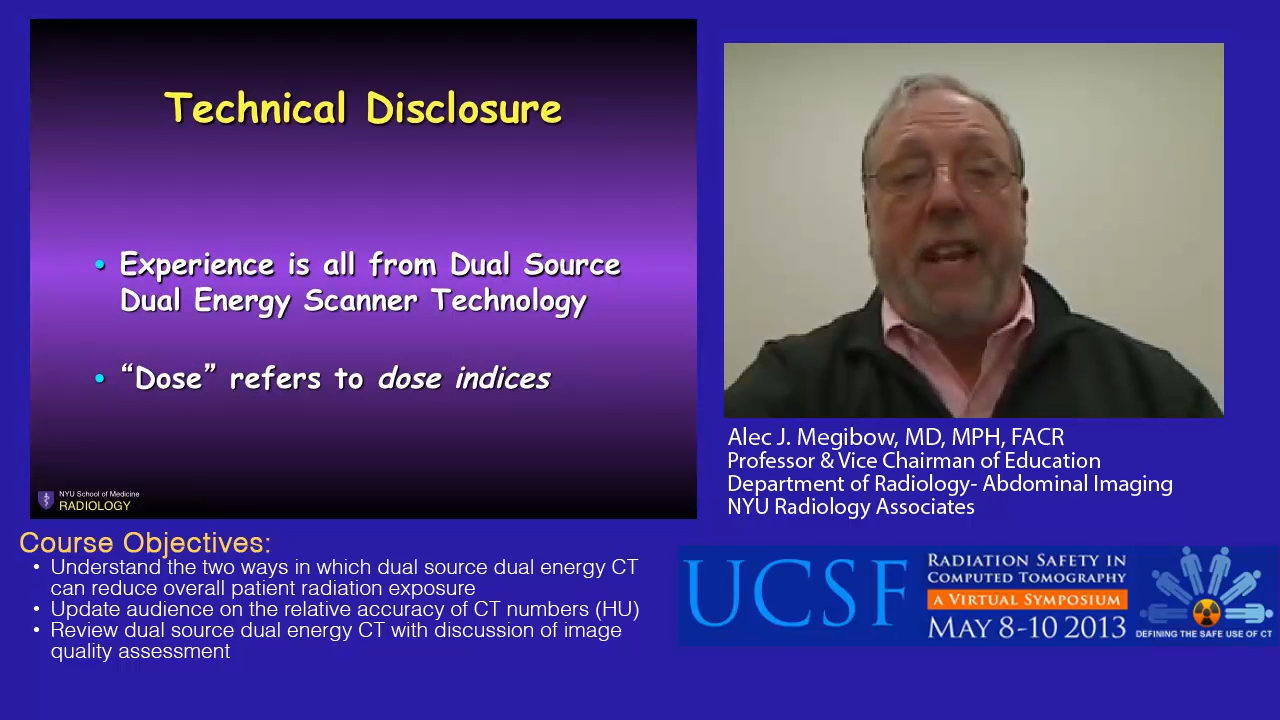 Technical Disclosure
• Experience is all from Dual Source
Dual Energy Scanner Technology
• “Dose” refers to dose indices
NYU School of Medicine
RADIOLOGY
Alec J. Megibow, MD, MPH, FACR
Professor & Vice Chairman of Education
Department of Radiology- Abdominal Imaging
NYU Radiology Associates
Course Objectives:
• Understand the two ways in which dual source dual energy CT
can reduce overall patient radiation exposure
• Update audience on the relative accuracy of CT numbers (HU)
• Review dual source dual energy CT with discussion of image
quality assessment
UCSF
RADIATION SAFETY IN
COMPUTED TOMOGRAPHY
A VIRTUAL SYMPOSIUM
MAY 8-10 2013
DEFINING THE SAFE USE OF CT